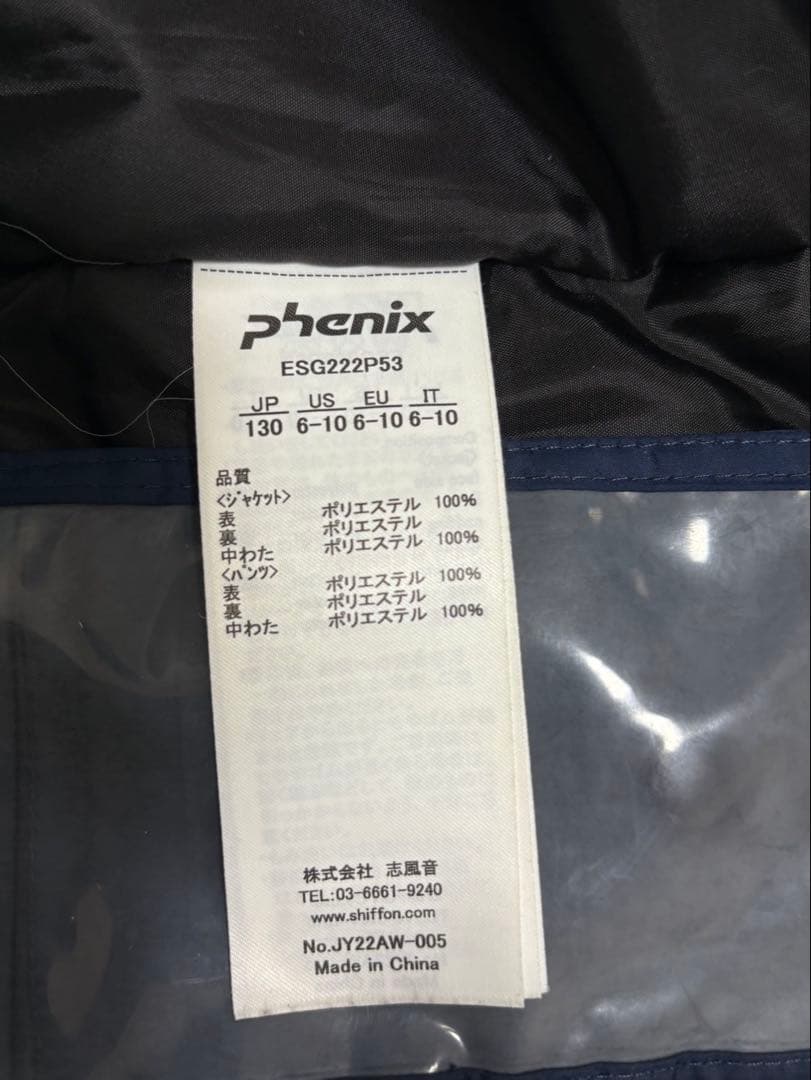 phenix
ESG222P53
JP US EU IT
130 6-10 6-10 6-10
品質
<ジャケット>
表 ポリエステル 100%
裏 ポリエステル
中わた ポリエステル 100%
<パンツ>
表 ポリエステル 100%
裏 ポリエステル
中わた ポリエステル 100%
株式会社 志風音
TEL:03-6661-9240
www.shiffon.com
No.JY22AW-005
Made in China